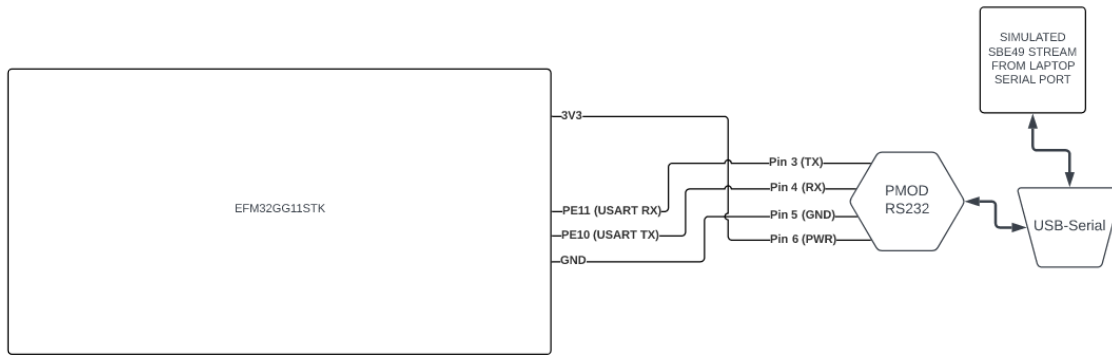 SIMULATED
SBE49 STREAM
FROM LAPTOP
SERIAL PORT
3V3
Pin 3 (TX)
Pin 4 (RX)
PMOD
RS232
EFM32GG11STK
PE11 (USART RX)
Pin 5 (GND)
USB-Serial
PE10 (USART TX)
Pin 6 (PWR)
GND